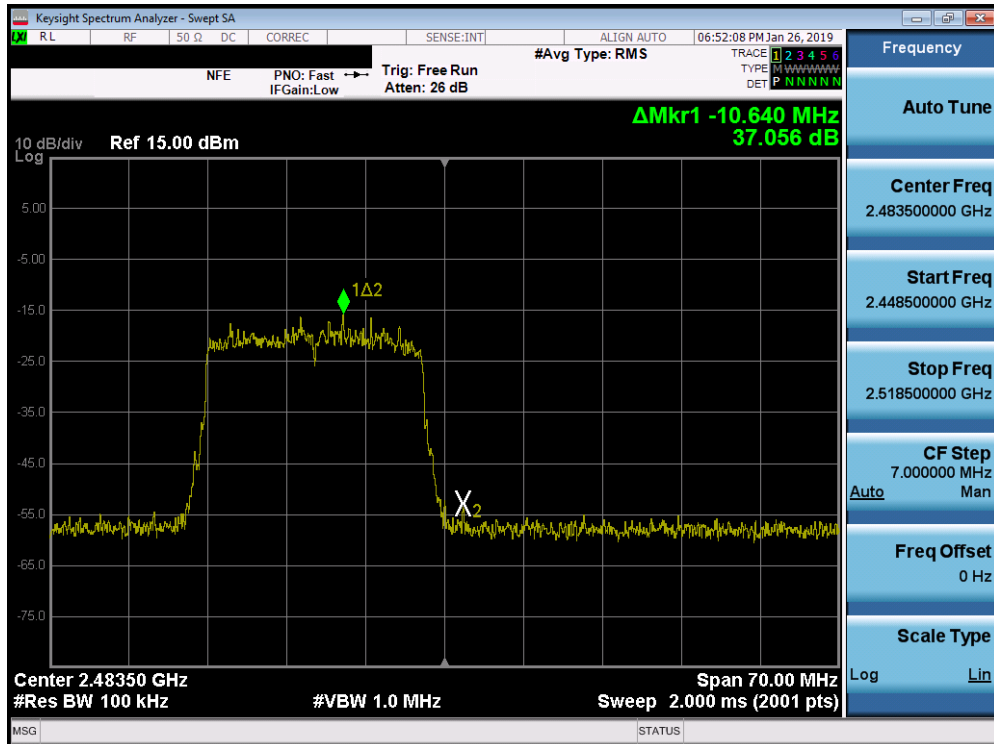 Keysight Spectrum Analyzer - Swept SA
LXI RL RF 50 Ω DC CORREC SENSE:INT ALIGN AUTO 06:52:08 PM Jan 26, 2019
#Avg Type: RMS TRACE 1 2 3 4 5 6
NFE PNO: Fast Trig: Free Run TYPE M W W W W W
IFGain:Low Atten: 26 dB DET P N N N N N
ΔMkr1 -10.640 MHz
37.056 dB
10 dB/div Ref 15.00 dBm
Log
5.00
-5.00
-15.0
-25.0
-35.0
-45.0
-55.0
-65.0
-75.0
1Δ2
X2
Center 2.48350 GHz Span 70.00 MHz
#Res BW 100 kHz #VBW 1.0 MHz Sweep 2.000 ms (2001 pts)
MSG STATUS
Frequency
Auto Tune
Center Freq
2.483500000 GHz
Start Freq
2.448500000 GHz
Stop Freq
2.518500000 GHz
CF Step
7.000000 MHz
Auto Man
Freq Offset
0 Hz
Scale Type
Log Lin